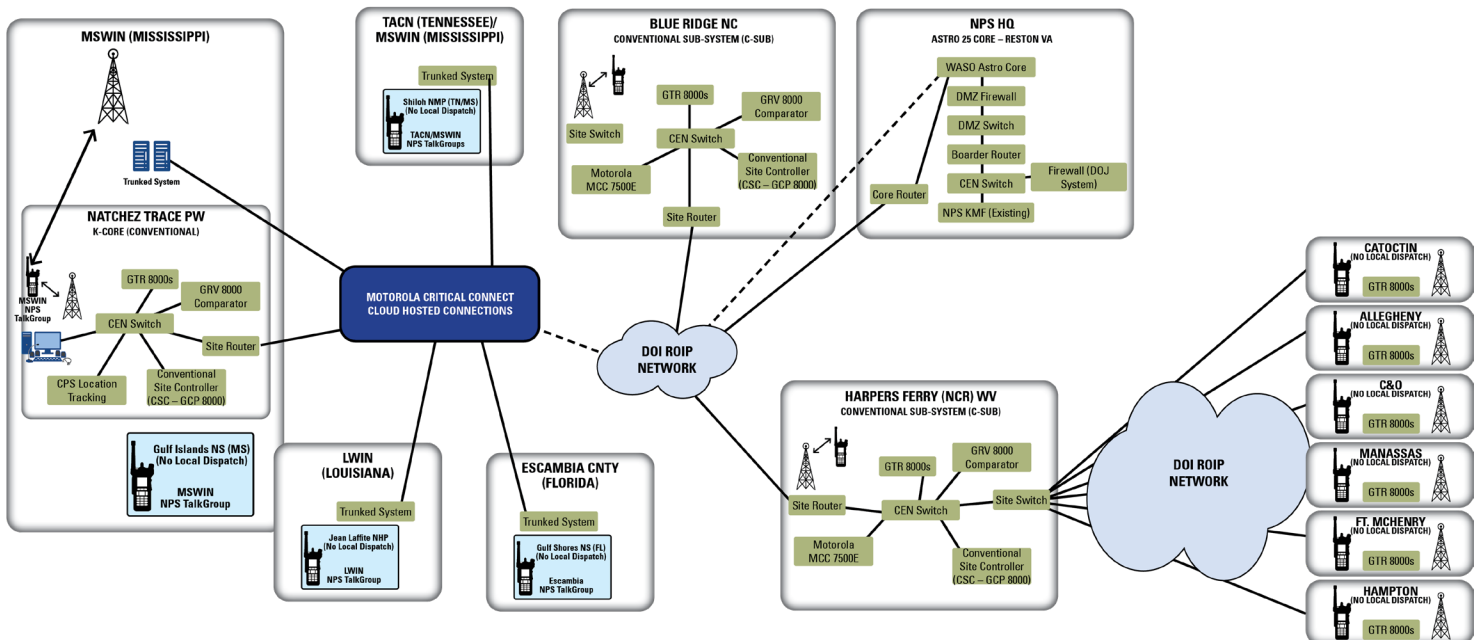 MSWIN (MISSISSIPPI)
Trunked System
NATCHEZ TRACE PW
K-CORE (CONVENTIONAL)
MSWIN
NPS
TalkGroup
GTR 8000s
GRV 8000
Comparator
CEN Switch
Site Router
CPS Location
Tracking
Conventional
Site Controller
(CSC – GCP 8000)
Gulf Islands NS (MS)
(No Local Dispatch)
MSWIN
NPS TalkGroup
TACN (TENNESSEE)/
MSWIN (MISSISSIPPI)
Trunked System
Shiloh NMP (TN/MS)
(No Local Dispatch)
TACN/MSWIN
NPS TalkGroups
MOTOROLA CRITICAL CONNECT
CLOUD HOSTED CONNECTIONS
LWIN
(LOUISIANA)
Trunked System
Jean Laffite NHP
(No Local Dispatch)
LWIN
NPS TalkGroup
ESCAMBIA CNTY
(FLORIDA)
Trunked System
Gulf Shores NS (FL)
(No Local Dispatch)
Escambia
NPS TalkGroup
BLUE RIDGE NC
CONVENTIONAL SUB-SYSTEM (C-SUB)
GTR 8000s
GRV 8000
Comparator
Site Switch
CEN Switch
Motorola
MCC 7500E
Conventional
Site Controller
(CSC – GCP 8000)
Site Router
NPS HQ
ASTRO 25 CORE – RESTON VA
WASO Astro Core
DMZ Firewall
DMZ Switch
Boarder Router
CEN Switch
Firewall (DOJ
System)
Core Router
NPS KMF (Existing)
DOI ROIP
NETWORK
HARPERS FERRY (NCR) WV
CONVENTIONAL SUB-SYSTEM (C-SUB)
GTR 8000s
GRV 8000
Comparator
Site Router
CEN Switch
Site Switch
Motorola
MCC 7500E
Conventional
Site Controller
(CSC – GCP 8000)
DOI ROIP
NETWORK
CATOCTIN
(NO LOCAL DISPATCH)
GTR 8000s
ALLEGHENY
(NO LOCAL DISPATCH)
GTR 8000s
C&O
(NO LOCAL DISPATCH)
GTR 8000s
MANASSAS
(NO LOCAL DISPATCH)
GTR 8000s
FT. MCHENRY
(NO LOCAL DISPATCH)
GTR 8000s
HAMPTON
(NO LOCAL DISPATCH)
GTR 8000s